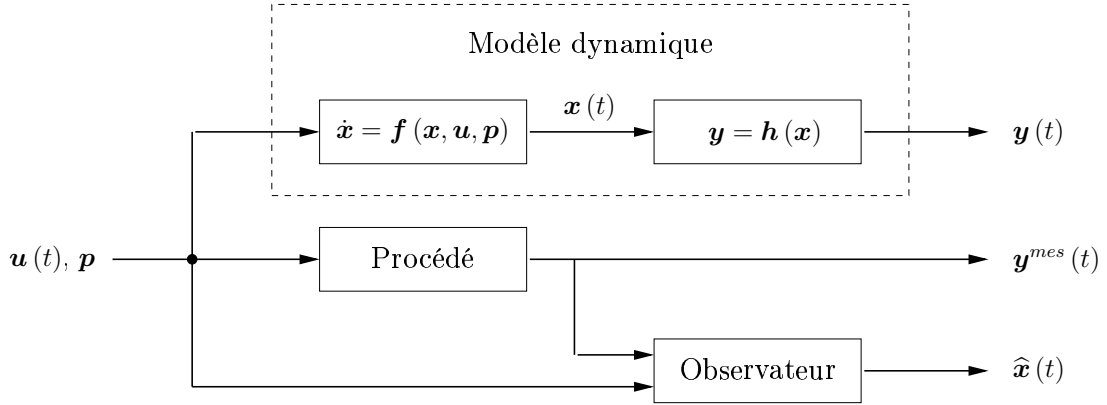 Modèle dynamique
x(t)
ẋ = f(x, u, p)
y = h(x)
y(t)
u(t), p
Procédé
y^{mes}(t)
Observateur
x̂(t)